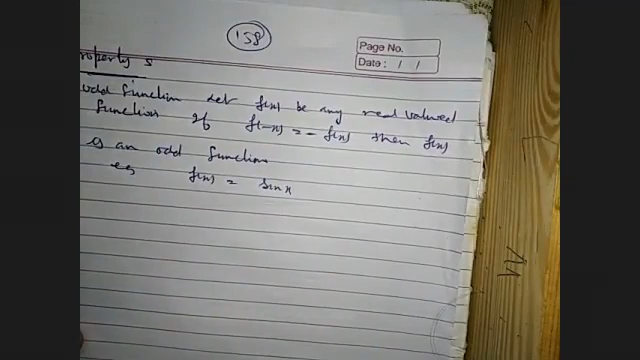 158
Page No.
Date: / /
roperty 5
odd function let f(x) be any real valued
function if f(-x) = - f(x) then f(x)
is an odd function
eg f(x) = sinx